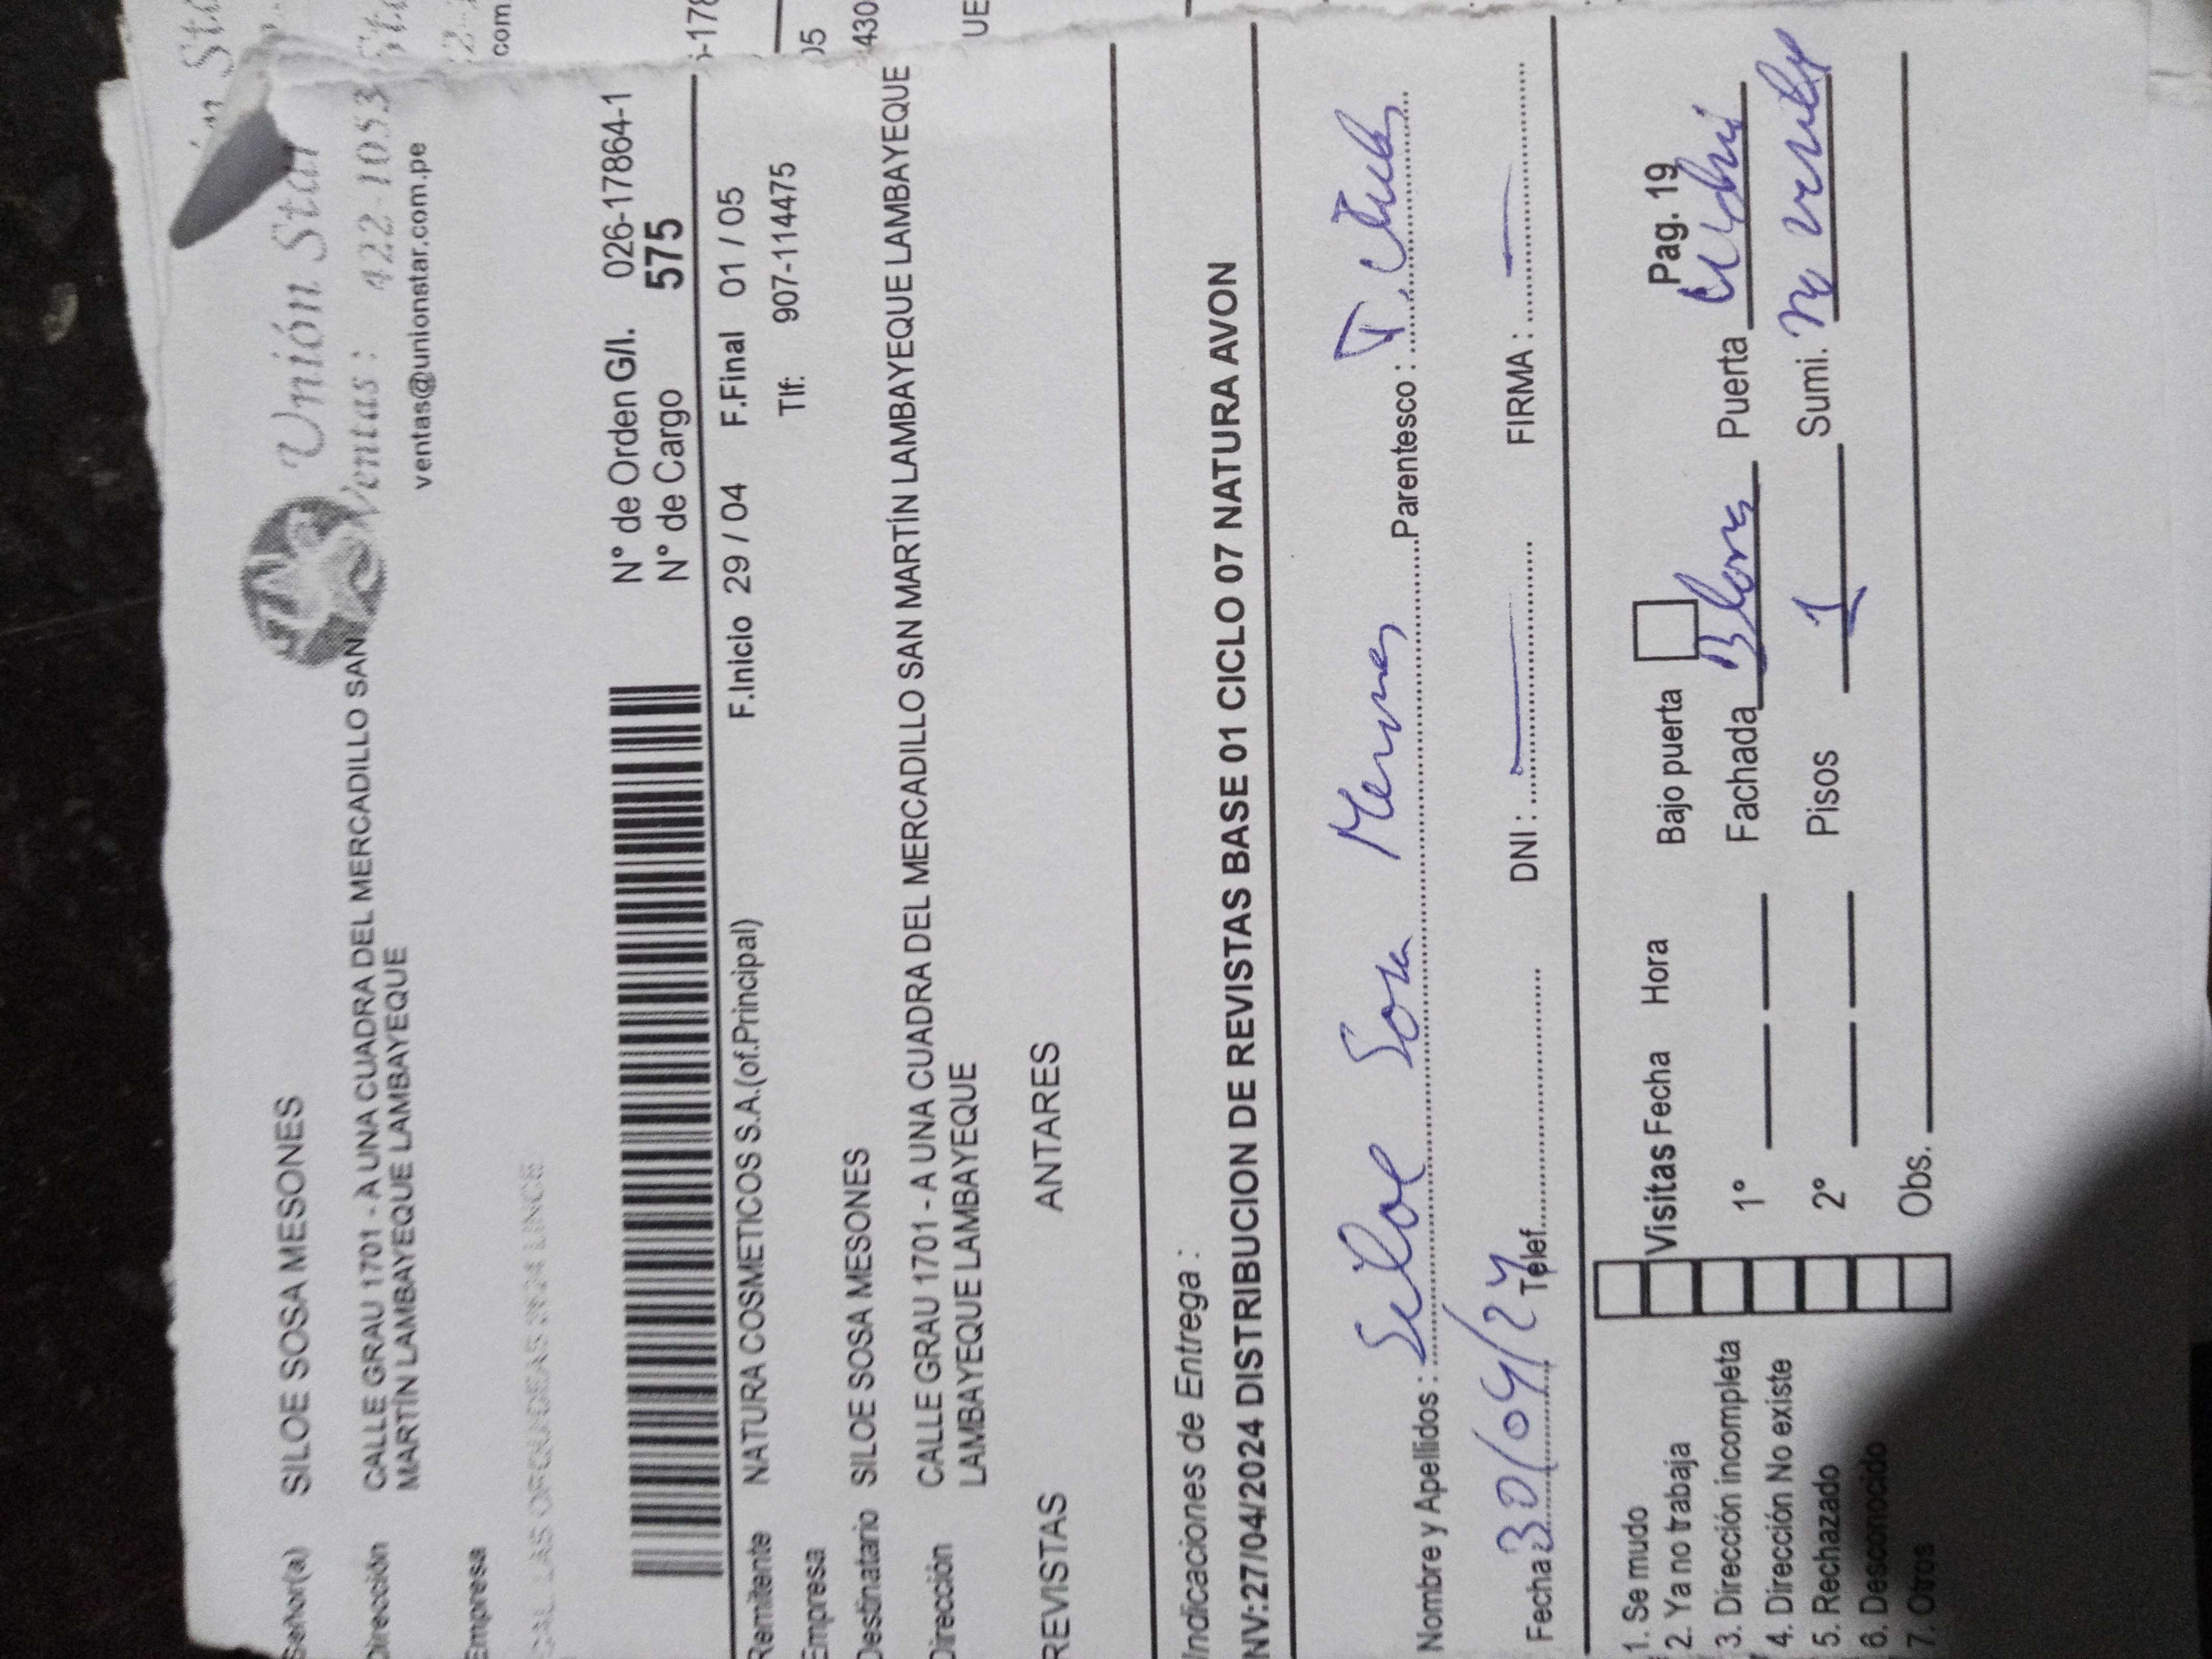 Unión Star
Ventas : 422-1053
ventas@unionstar.com.pe
Señor(a) SILOE SOSA MESONES
Dirección CALLE GRAU 1701 - A UNA CUADRA DEL MERCADILLO SAN
MARTÍN LAMBAYEQUE LAMBAYEQUE
Empresa
N° de Orden G/I. 026-17864-1
N° de Cargo 575
Remitente NATURA COSMETICOS S.A.(of.Principal) F.Inicio 29 / 04 F.Final 01 / 05
Empresa Tlf: 907-114475
Destinatario SILOE SOSA MESONES
Dirección CALLE GRAU 1701 - A UNA CUADRA DEL MERCADILLO SAN MARTÍN LAMBAYEQUE LAMBAYEQUE
LAMBAYEQUE LAMBAYEQUE
REVISTAS ANTARES
Indicaciones de Entrega :
NV:27/04/2024 DISTRIBUCION DE REVISTAS BASE 01 CICLO 07 NATURA AVON
Nombre y Apellidos : Siloe Sosa Parentesco :
Fecha 30/04/24 Telef. DNI : FIRMA :
1. Se mudo
2. Ya no trabaja
3. Dirección incompleta
4. Dirección No existe
5. Rechazado
6. Desconocido
7. Otros
Visitas Fecha Hora Bajo puerta Pag. 19
1° Fachada Puerta
2° Pisos 1 Sumi.
Obs.